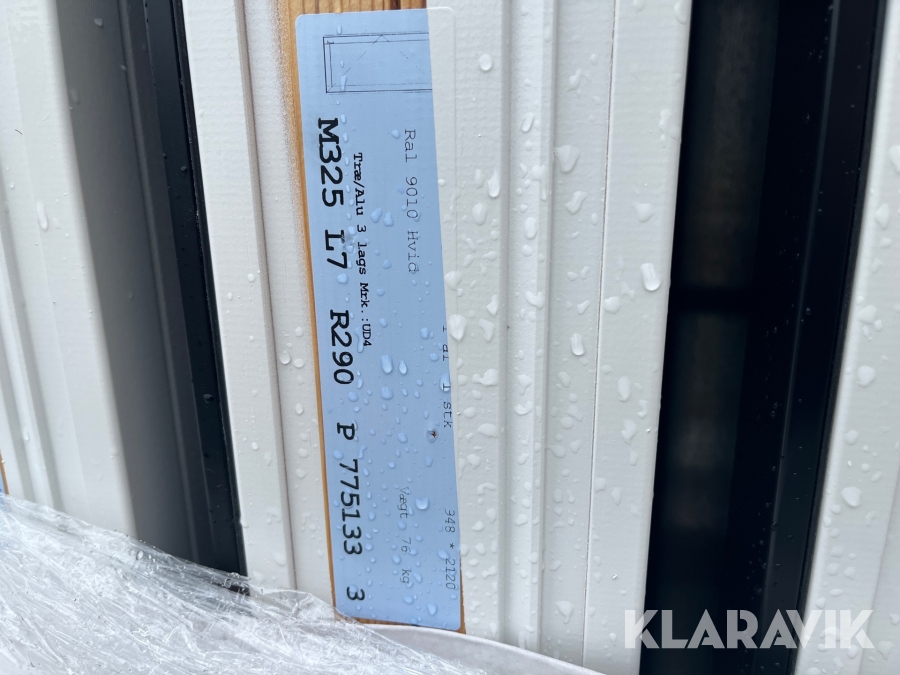 Ral 9010 Hvid
1 stk
948 * 2120
Vægt. 76 kg
Træ/Alu 3 lags Mrk.:UD4
M325 L7 R290 P 775133 3
KLARAVIK